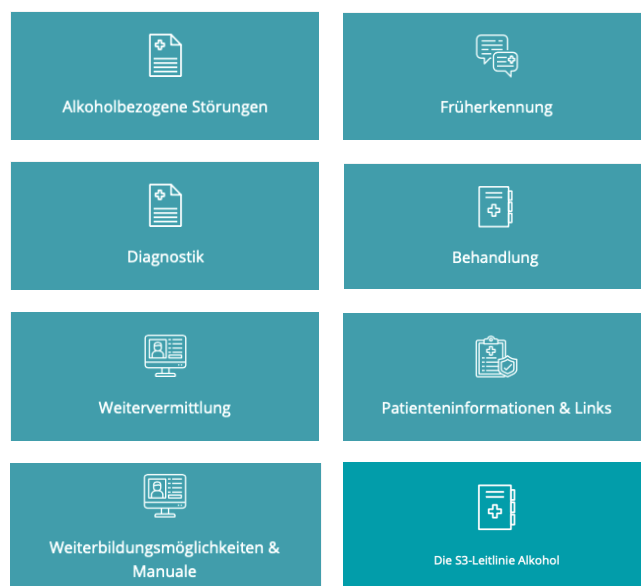 Alkoholbezogene Störungen
Früherkennung
Diagnostik
Behandlung
Weitervermittlung
Patienteninformationen & Links
Weiterbildungsmöglichkeiten &
Manuale
Die S3-Leitlinie Alkohol